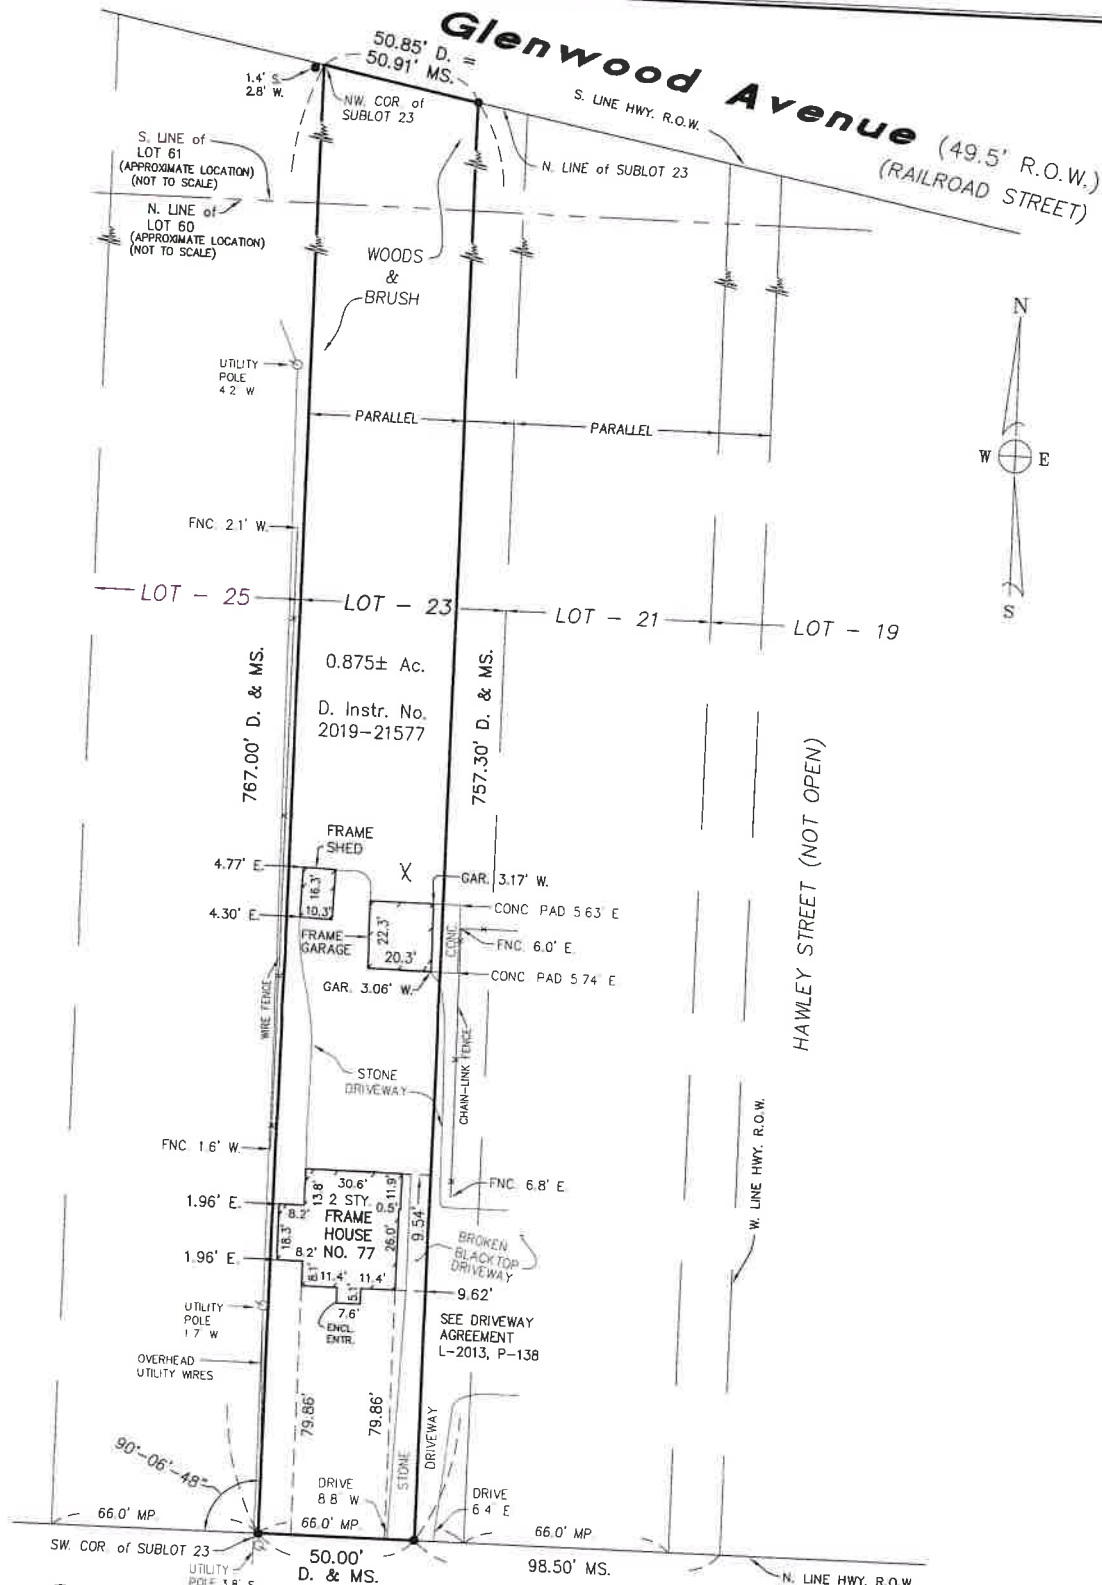 Glenwood Avenue (49.5' R.O.W.)
(RAILROAD STREET)
50.85' D. =
50.91' MS.
1.4' S.
2.8' W.
NW. COR. of
SUBLOT 23
S. LINE HWY. R.O.W.
N. LINE of SUBLOT 23
S. LINE of
LOT 61
(APPROXIMATE LOCATION)
(NOT TO SCALE)
N. LINE of
LOT 60
(APPROXIMATE LOCATION)
(NOT TO SCALE)
WOODS
&
BRUSH
N
W E
S
UTILITY
POLE
4.2' W
PARALLEL
PARALLEL
FNC. 2.1' W.
LOT - 25
LOT - 23
LOT - 21
LOT - 19
0.875± Ac.
D. Instr. No.
2019-21577
767.00' D. & MS.
757.30' D. & MS.
HAWLEY STREET (NOT OPEN)
FRAME
SHED
4.77' E.
16.3'
10.3'
4.30' E.
X
GAR. 3.17' W.
CONC PAD 5.63' E
FRAME
GARAGE
22.3'
20.3'
CONC.
FNC. 6.0' E.
CONC PAD 5.74' E
GAR. 3.06' W.
WIRE FENCE
STONE
DRIVEWAY
CHAIN-LINK FENCE
FNC 1.6' W.
FNC. 6.8' E.
W. LINE HWY. R.O.W.
1.96' E.
1.96' E.
30.6'
13.8'
11.9'
2 STY.
0.5'
8.2'
FRAME
HOUSE
NO. 77
18.3'
8.2'
26.0'
8.1'
11.4'
11.4'
5.1'
7.6'
ENCL.
ENTR.
9.54'
BROKEN
BLACKTOP
DRIVEWAY
9.62'
SEE DRIVEWAY
AGREEMENT
L-2013, P-138
UTILITY
POLE
1.7' W
OVERHEAD
UTILITY WIRES
79.86'
79.86'
STONE
DRIVEWAY
90°-06'-48"
DRIVE
8.8' W
DRIVE
6.4' E
66.0' MP.
66.0' MP.
66.0' MP.
SW. COR. of SUBLOT 23
50.00'
D. & MS.
98.50' MS.
UTILITY
POLE 3.8' S
N. LINE HWY. R.O.W.